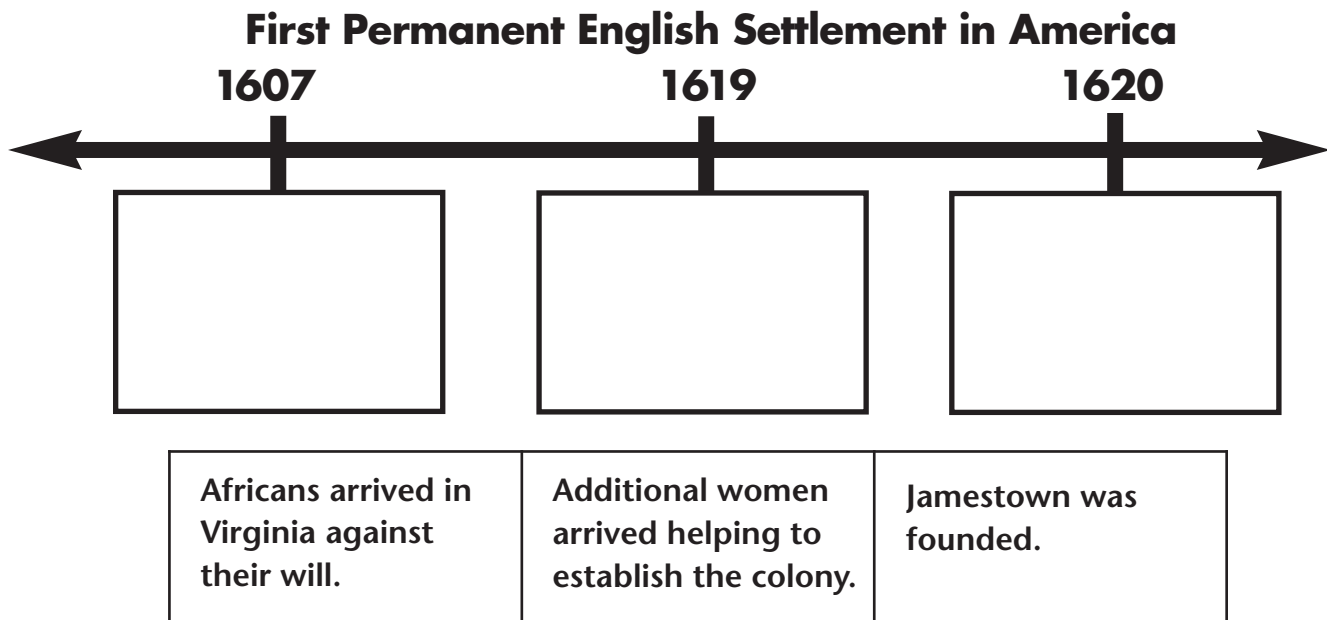 First Permanent English Settlement in America
1607 1619 1620
Africans arrived in
Virginia against
their will.
Additional women
arrived helping to
establish the colony.
Jamestown was
founded.